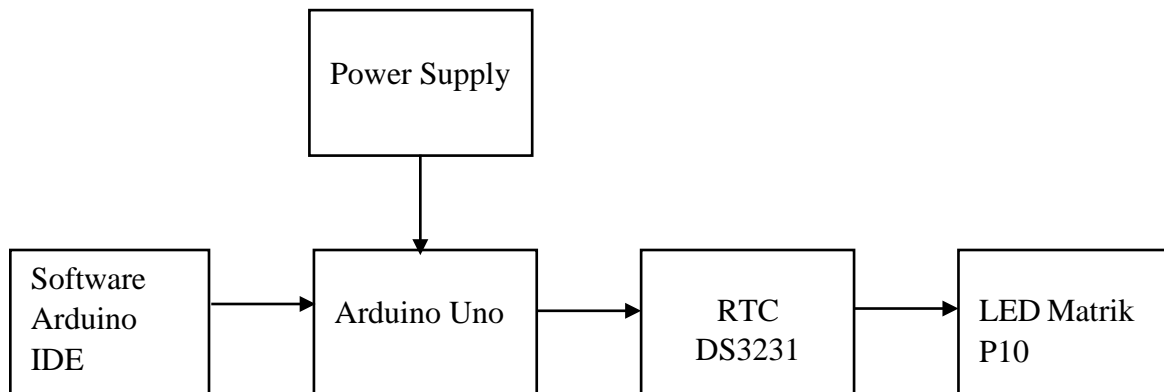 Power Supply
Software
Arduino
IDE
Arduino Uno
RTC
DS3231
LED Matrik
P10